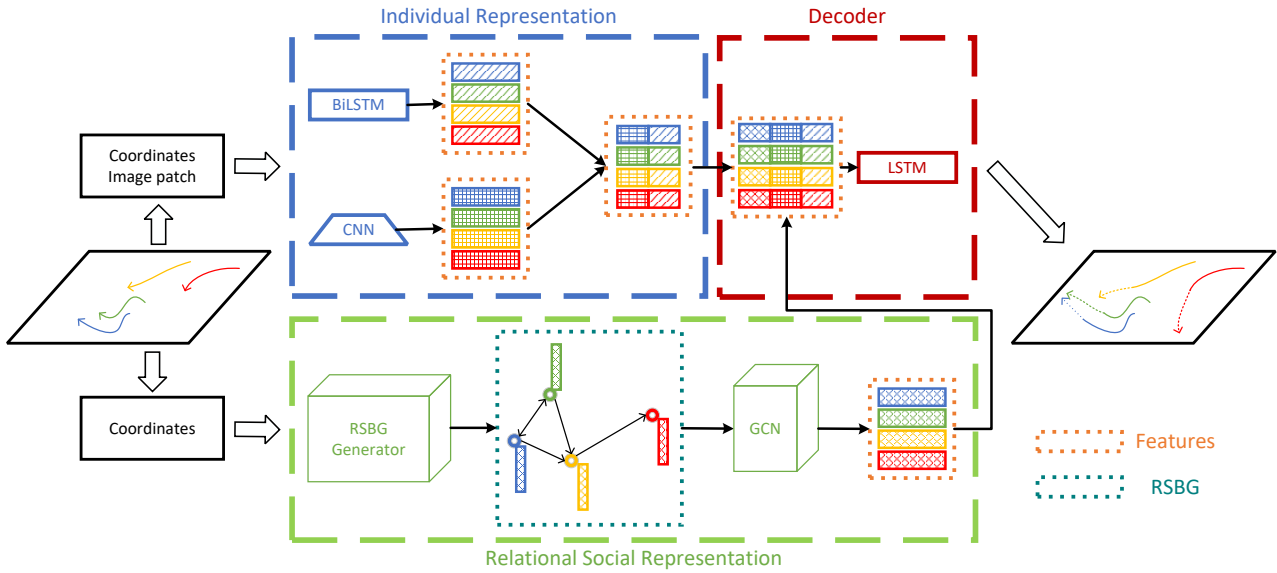 Individual Representation
Decoder
BiLSTM
Coordinates
Image patch
LSTM
CNN
Coordinates
RSBG
Generator
GCN
Features
RSBG
Relational Social Representation